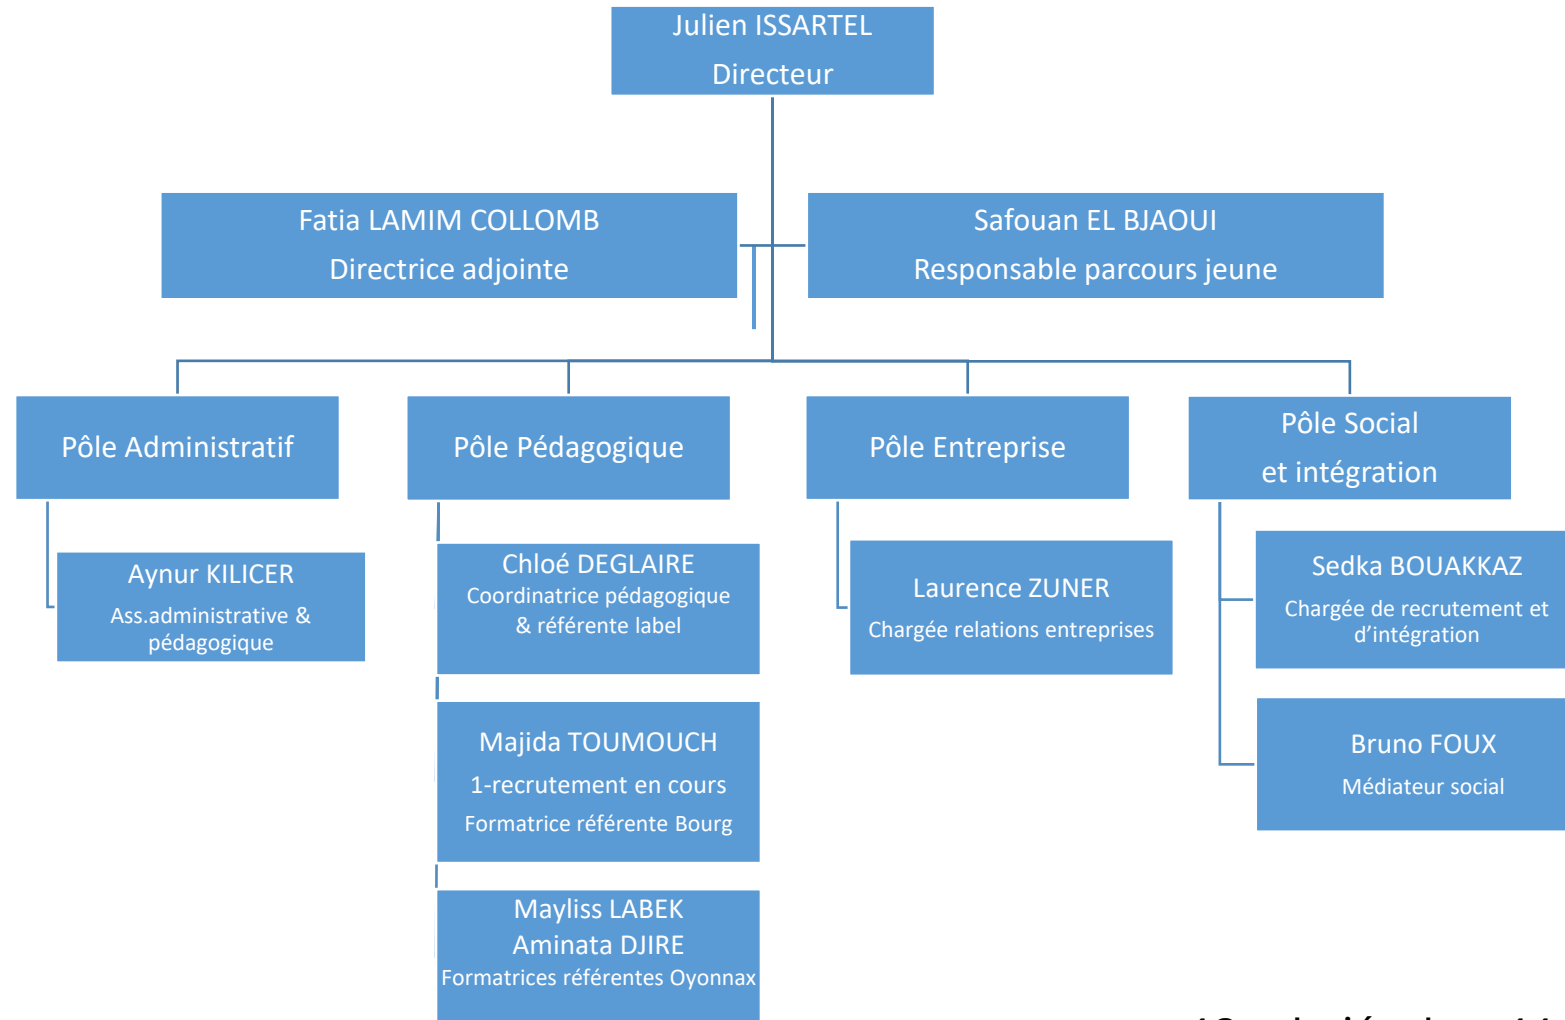 Julien ISSARTEL
Directeur
Fatia LAMIM COLLOMB
Directrice adjointe
Safouan EL BJAOUI
Responsable parcours jeune
Pôle Administratif
Pôle Pédagogique
Pôle Entreprise
Pôle Social
et intégration
Aynur KILICER
Ass.administrative &
pédagogique
Chloé DEGLAIRE
Coordinatrice pédagogique
& référente label
Majida TOUMOUCH
1-recrutement en cours
Formatrice référente Bourg
Mayliss LABEK
Aminata DJIRE
Formatrices référentes Oyonnax
Laurence ZUNER
Chargée relations entreprises
Sedka BOUAKKAZ
Chargée de recrutement et
d’intégration
Bruno FOUX
Médiateur social